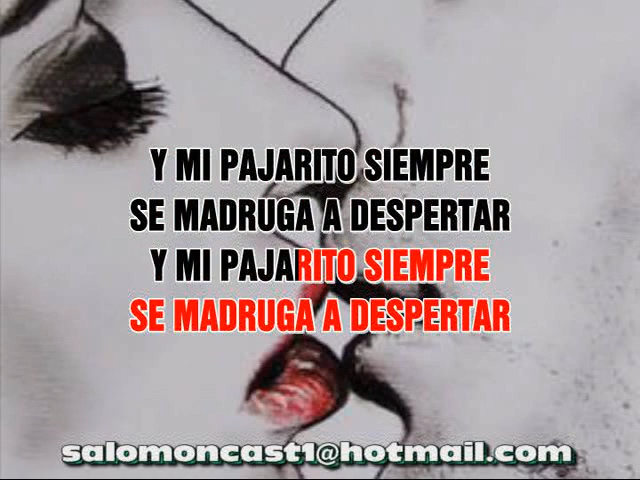 Y MI PAJARITO SIEMPRE
SE MADRUGA A DESPERTAR
Y MI PAJARITO SIEMPRE
SE MADRUGA A DESPERTAR
salomoncast1@hotmail.com